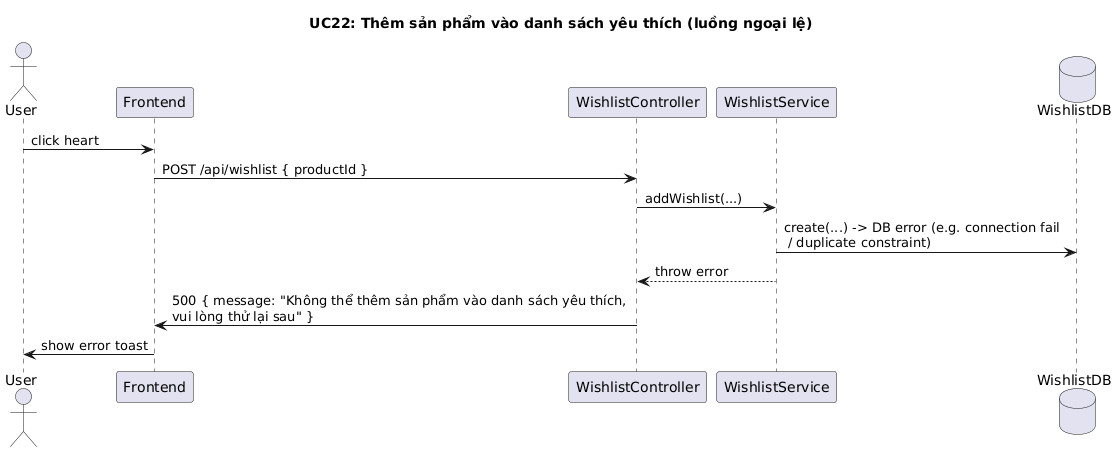 UC22: Thêm sản phẩm vào danh sách yêu thích (luồng ngoại lệ)
User
Frontend
WishlistController
WishlistService
WishlistDB
click heart
POST /api/wishlist { productId }
addWishlist(...)
create(...) -> DB error (e.g. connection fail
/ duplicate constraint)
throw error
500 { message: "Không thể thêm sản phẩm vào danh sách yêu thích,
vui lòng thử lại sau" }
show error toast
User
Frontend
WishlistController
WishlistService
WishlistDB